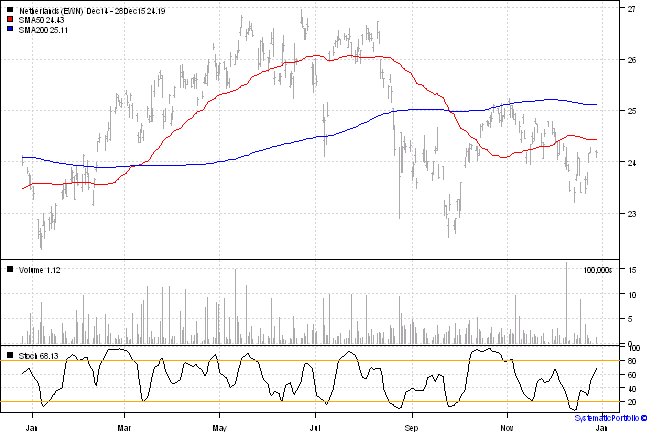 Netherlands (EWN) Dec14 - 28Dec15 24.19
SMA50 24.43
SMA200 25.11
27
26
25
24
23
Volume 1.12
100,000s
15
10
5
0
Stoch 68.13
100
80
60
40
20
Jan Mar May Jul Sep Nov Jan
SystematicPortfolio ©